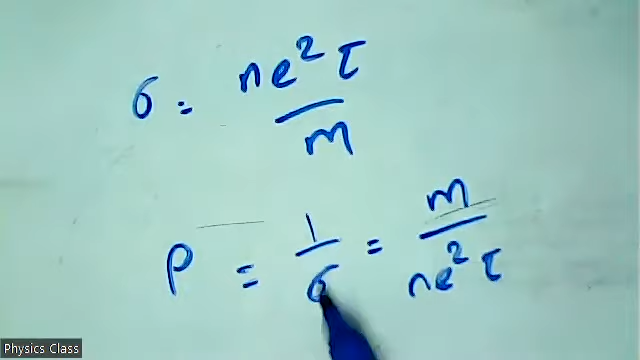 σ = ne²τ / m
ρ = 1/σ = m / ne²τ
Physics Class